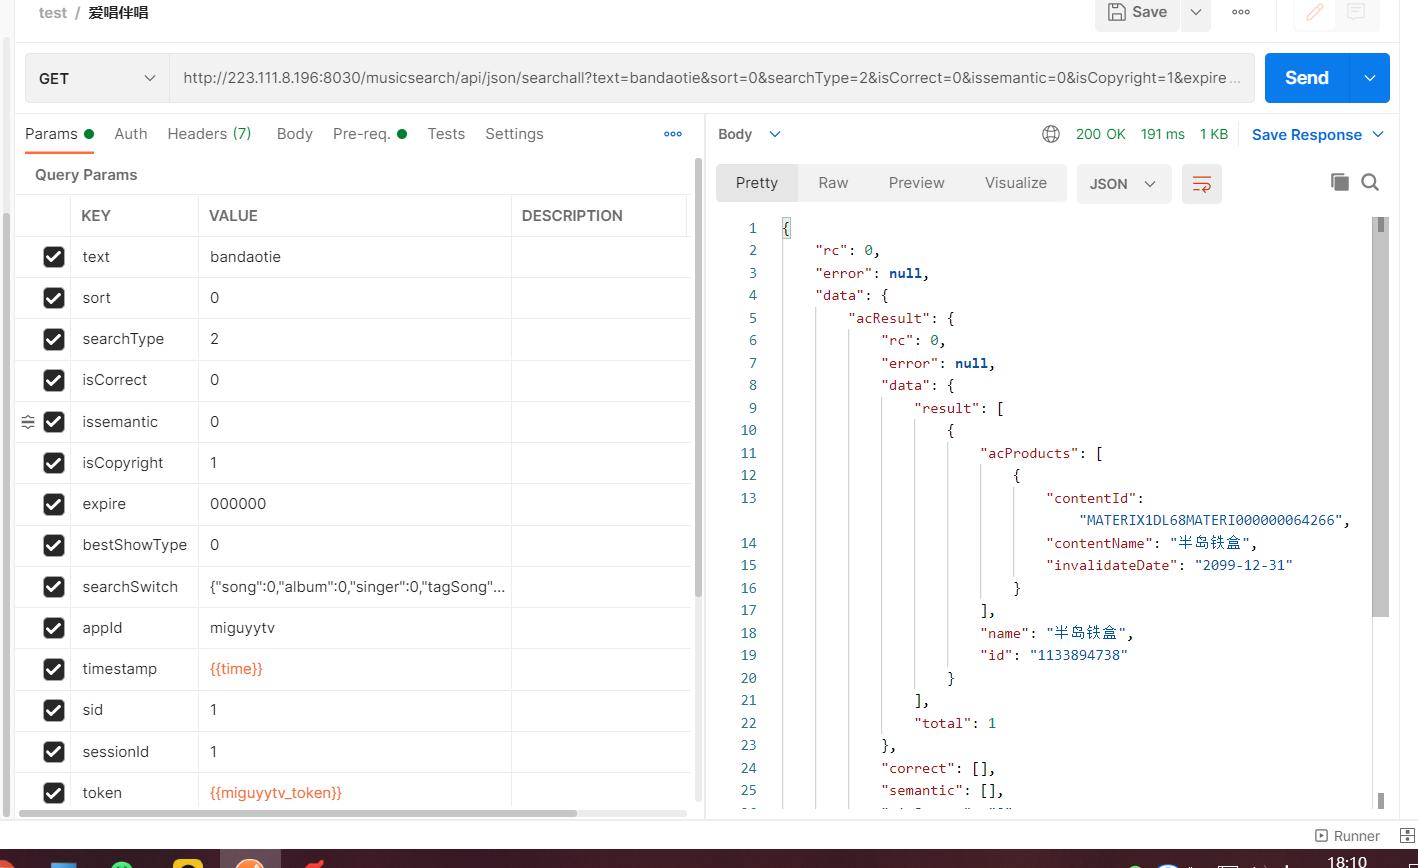 test / 爱唱伴唱
Save
GET
http://223.111.8.196:8030/musicsearch/api/json/searchall?text=bandaotie&sort=0&searchType=2&isCorrect=0&issemantic=0&isCopyright=1&expire...
Send
Params Auth Headers (7) Body Pre-req. Tests Settings
Query Params
KEY VALUE DESCRIPTION
text bandaotie
sort 0
searchType 2
isCorrect 0
issemantic 0
isCopyright 1
expire 000000
bestShowType 0
searchSwitch {"song":0,"album":0,"singer":0,"tagSong"...
appId miguyytv
timestamp {{time}}
sid 1
sessionId 1
token {{miguyytv_token}}
Body 200 OK 191 ms 1 KB Save Response
Pretty Raw Preview Visualize JSON
1 {
2 "rc": 0,
3 "error": null,
4 "data": {
5 "acResult": {
6 "rc": 0,
7 "error": null,
8 "data": {
9 "result": [
10 {
11 "acProducts": [
12 {
13 "contentId":
"MATERIX1DL68MATERI000000064266",
14 "contentName": "半岛铁盒",
15 "invalidateDate": "2099-12-31"
16 }
17 ],
18 "name": "半岛铁盒",
19 "id": "1133894738"
20 }
21 ],
22 "total": 1
23 },
24 "correct": [],
25 "semantic": [],
Runner
18:10